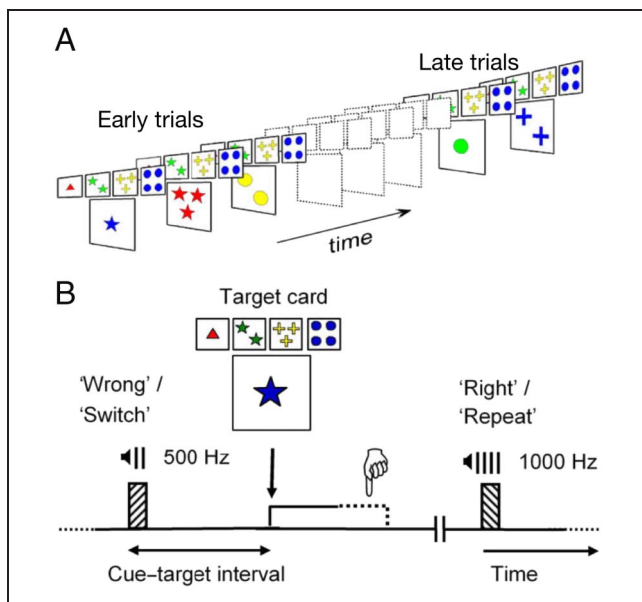 A
Late trials
Early trials
time
B
Target card
'Wrong' /
'Switch'
'Right' /
'Repeat'
500 Hz
1000 Hz
Cue–target interval
Time